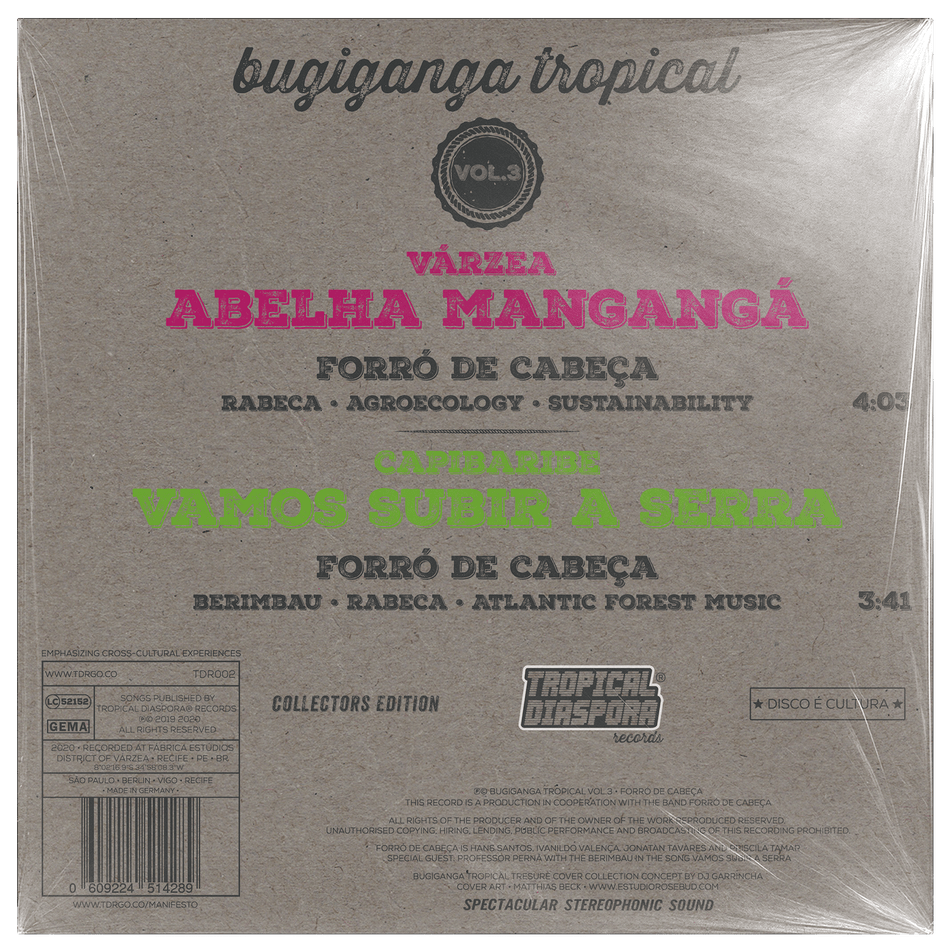 bugiganga tropical
VOL.3
VÁRZEA
ABELHA MANGANGÁ
FORRÓ DE CABEÇA
RABECA • AGROECOLOGY • SUSTAINABILITY 4:03
CAPIBARIBE
VAMOS SUBIR A SERRA
FORRÓ DE CABEÇA
BERIMBAU • RABECA • ATLANTIC FOREST MUSIC 3:41
EMPHASIZING CROSS-CULTURAL EXPERIENCES
WWW.TDRGO.CO TDR002
LC 52152
GEMA
SONGS PUBLISHED BY
TROPICAL DIASPORA® RECORDS
℗© 2019 2020
ALL RIGHTS RESERVED
2020 • RECORDED AT FÁBRICA ESTÚDIOS
DISTRICT OF VÁRZEA • RECIFE • PE • BR
SÃO PAULO • BERLIN • VIGO • RECIFE
• MADE IN GERMANY •
0 609224 514289
WWW.TDRGO.CO/MANIFESTO
COLLECTORS EDITION
TROPICAL
DIASPORA®
records
★ DISCO É CULTURA ★
℗© BUGIGANGA TROPICAL VOL.3 • FORRO DE CABEÇA
THIS RECORD IS A PRODUCTION IN COOPERATION WITH THE BAND FORRO DE CABEÇA.
ALL RIGHTS OF THE PRODUCER AND OF THE OWNER OF THE WORK REPRODUCED RESERVED.
UNAUTHORISED COPYING, HIRING, LENDING, PUBLIC PERFORMANCE AND BROADCASTING OF THIS RECORDING PROHIBITED.
FORRÓ DE CABEÇA IS HANS SANTOS, IVANILDO VALENÇA, JONATAN TAVARES AND PRISCILA TAMAR
SPECIAL GUEST: PROFESSOR PERNA WITH THE BERIMBAU IN THE SONG VAMOS SUBIR A SERRA
BUGIGANGA TROPICAL TRESURE COVER COLLECTION CONCEPT BY DJ GARRINCHA
COVER ART • MATTHIAS BECK • WWW.ESTUDIOROSEBUD.COM
SPECTACULAR STEREOPHONIC SOUND